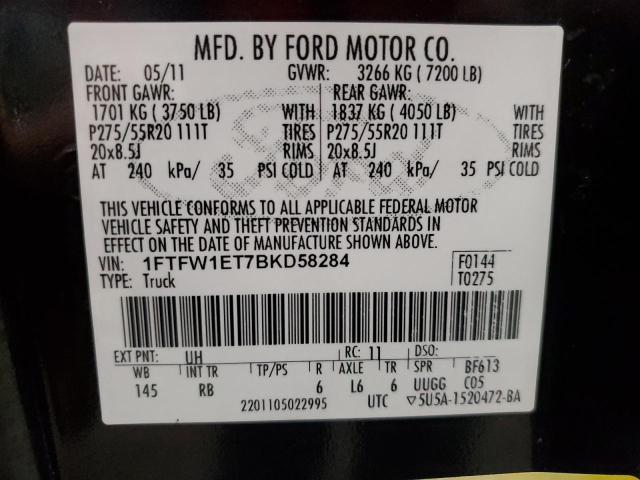 MFD. BY FORD MOTOR CO.
DATE: 05/11 GVWR: 3266 KG ( 7200 LB)
FRONT GAWR: REAR GAWR:
1701 KG ( 3750 LB) WITH 1837 KG ( 4050 LB) WITH
P275/55R20 111T TIRES P275/55R20 111T TIRES
20x8.5J RIMS 20x8.5J RIMS
AT 240 kPa/ 35 PSI COLD AT 240 kPa/ 35 PSI COLD
THIS VEHICLE CONFORMS TO ALL APPLICABLE FEDERAL MOTOR
VEHICLE SAFETY AND THEFT PREVENTION STANDARDS IN
EFFECT ON THE DATE OF MANUFACTURE SHOWN ABOVE.
VIN: 1FTFW1ET7BKD58284 F0144
TYPE: Truck T0275
EXT PNT: UH RC: 11 DSO:
WB INT TR TP/PS R AXLE TR SPR BF613
145 RB 6 L6 6 UUGG C05
2201105022995 UTC ▽5U5A-1520472-BA